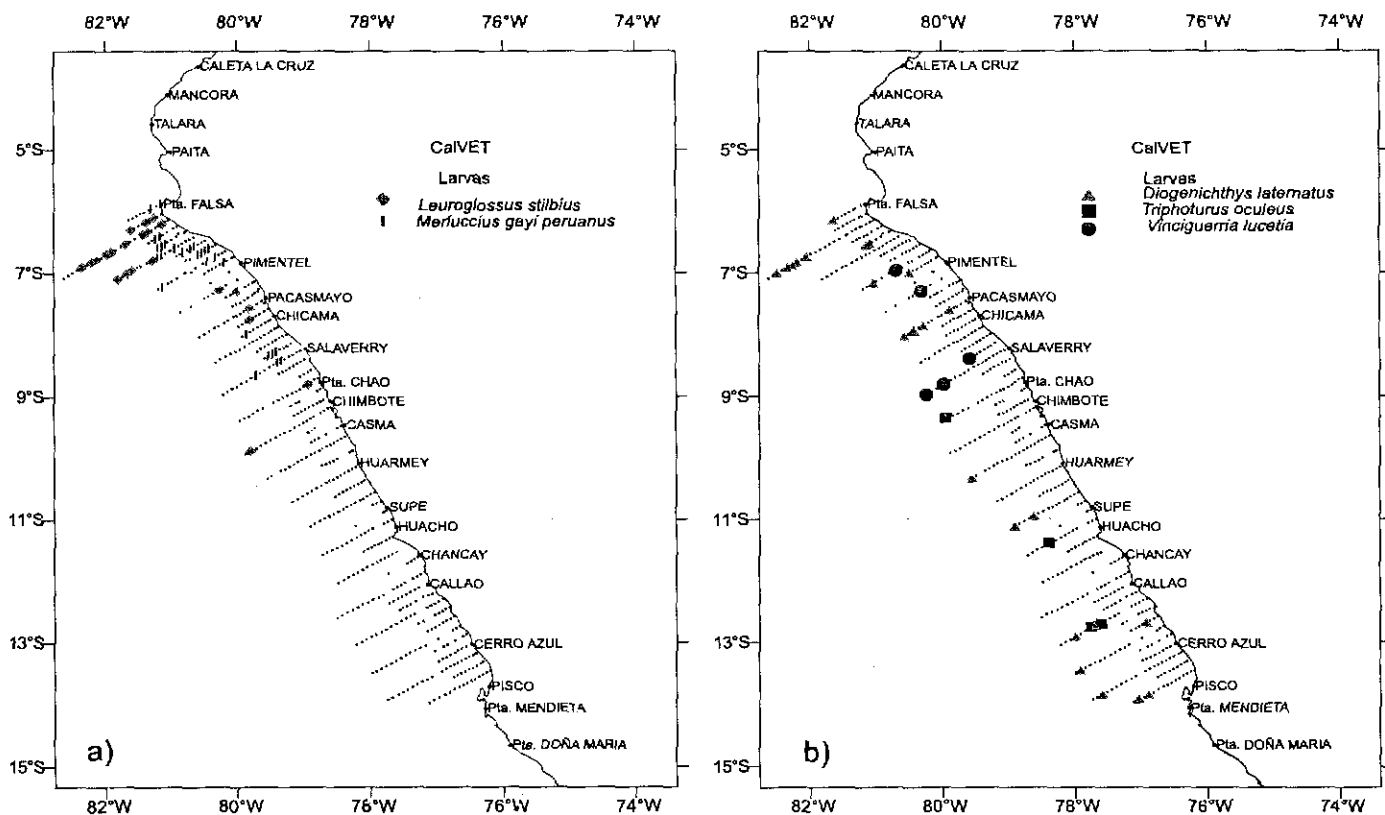 82°W 80°W 78°W 76°W 74°W
CALETA LA CRUZ
MANCORA
TALARA
5°S
PAITA
CalVET
Larvas
Leuroglossus stilbius
Merluccius gayi peruanus
Pta. FALSA
7°S
PIMENTEL
PACASMAYO
CHICAMA
SALAVERRY
Pta. CHAO
9°S
CHIMBOTE
CASMA
HUARMEY
SUPE
11°S
HUACHO
CHANCAY
CALLAO
13°S
CERRO AZUL
PISCO
Pta. MENDIETA
Pta. DOÑA MARIA
a)
15°S
82°W 80°W 78°W 76°W 74°W
82°W 80°W 78°W 76°W 74°W
CALETA LA CRUZ
MANCORA
TALARA
5°S
PAITA
CalVET
Larvas
Diogenichthys laternatus
Triphoturus oculeus
Vinciguerria lucetia
Pta. FALSA
7°S
PIMENTEL
PACASMAYO
CHICAMA
SALAVERRY
Pta. CHAO
9°S
CHIMBOTE
CASMA
HUARMEY
SUPE
11°S
HUACHO
CHANCAY
CALLAO
13°S
CERRO AZUL
PISCO
Pta. MENDIETA
Pta. DOÑA MARIA
b)
15°S
82°W 80°W 78°W 76°W 74°W